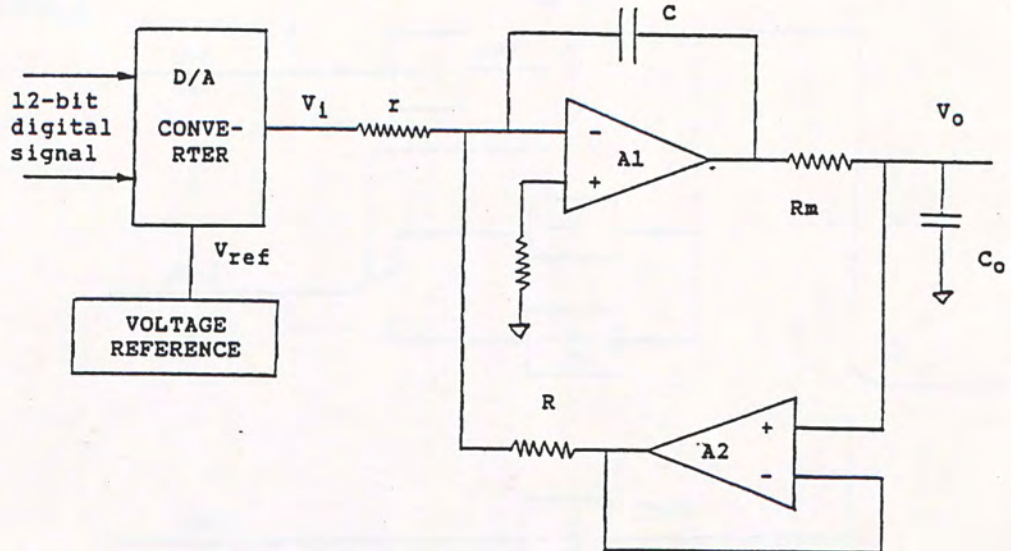 C
D/A
CONVE-
RTER
12-bit
digital
signal
V_i
r
-
A1
+
V_o
Rm
C_o
V_ref
VOLTAGE
REFERENCE
R
+
A2
-